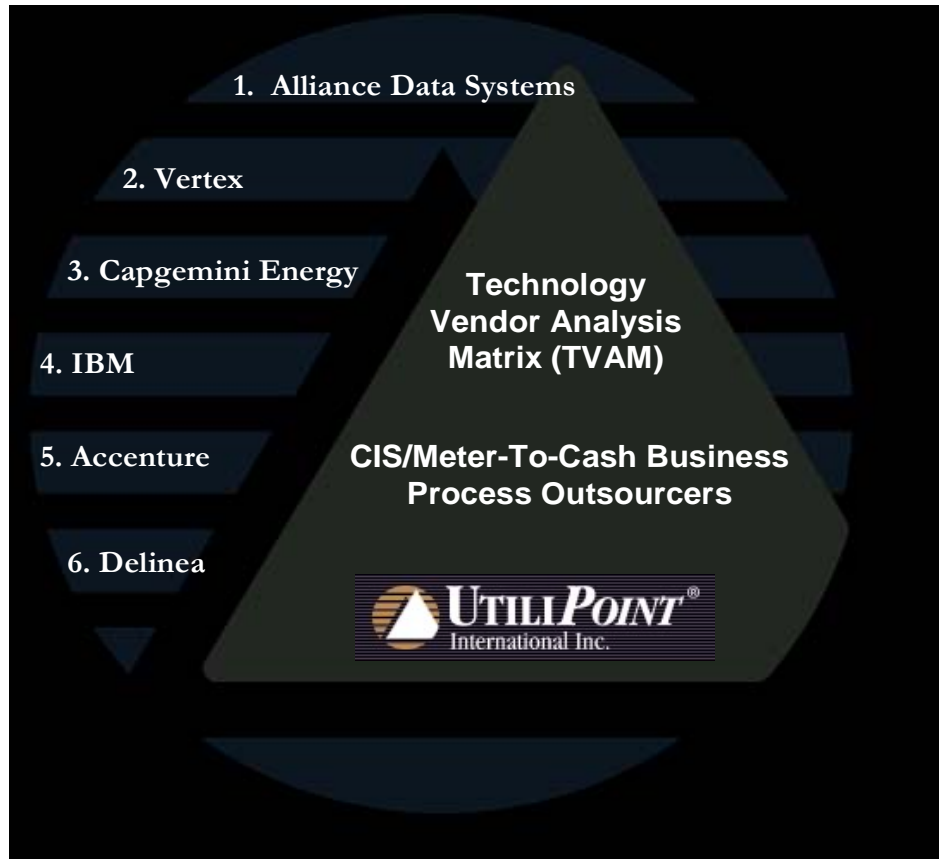 1. Alliance Data Systems
2. Vertex
3. Capgemini Energy
4. IBM
5. Accenture
6. Delinea
Technology
Vendor Analysis
Matrix (TVAM)
CIS/Meter-To-Cash Business
Process Outsourcers
UTILIPOINT®
International Inc.